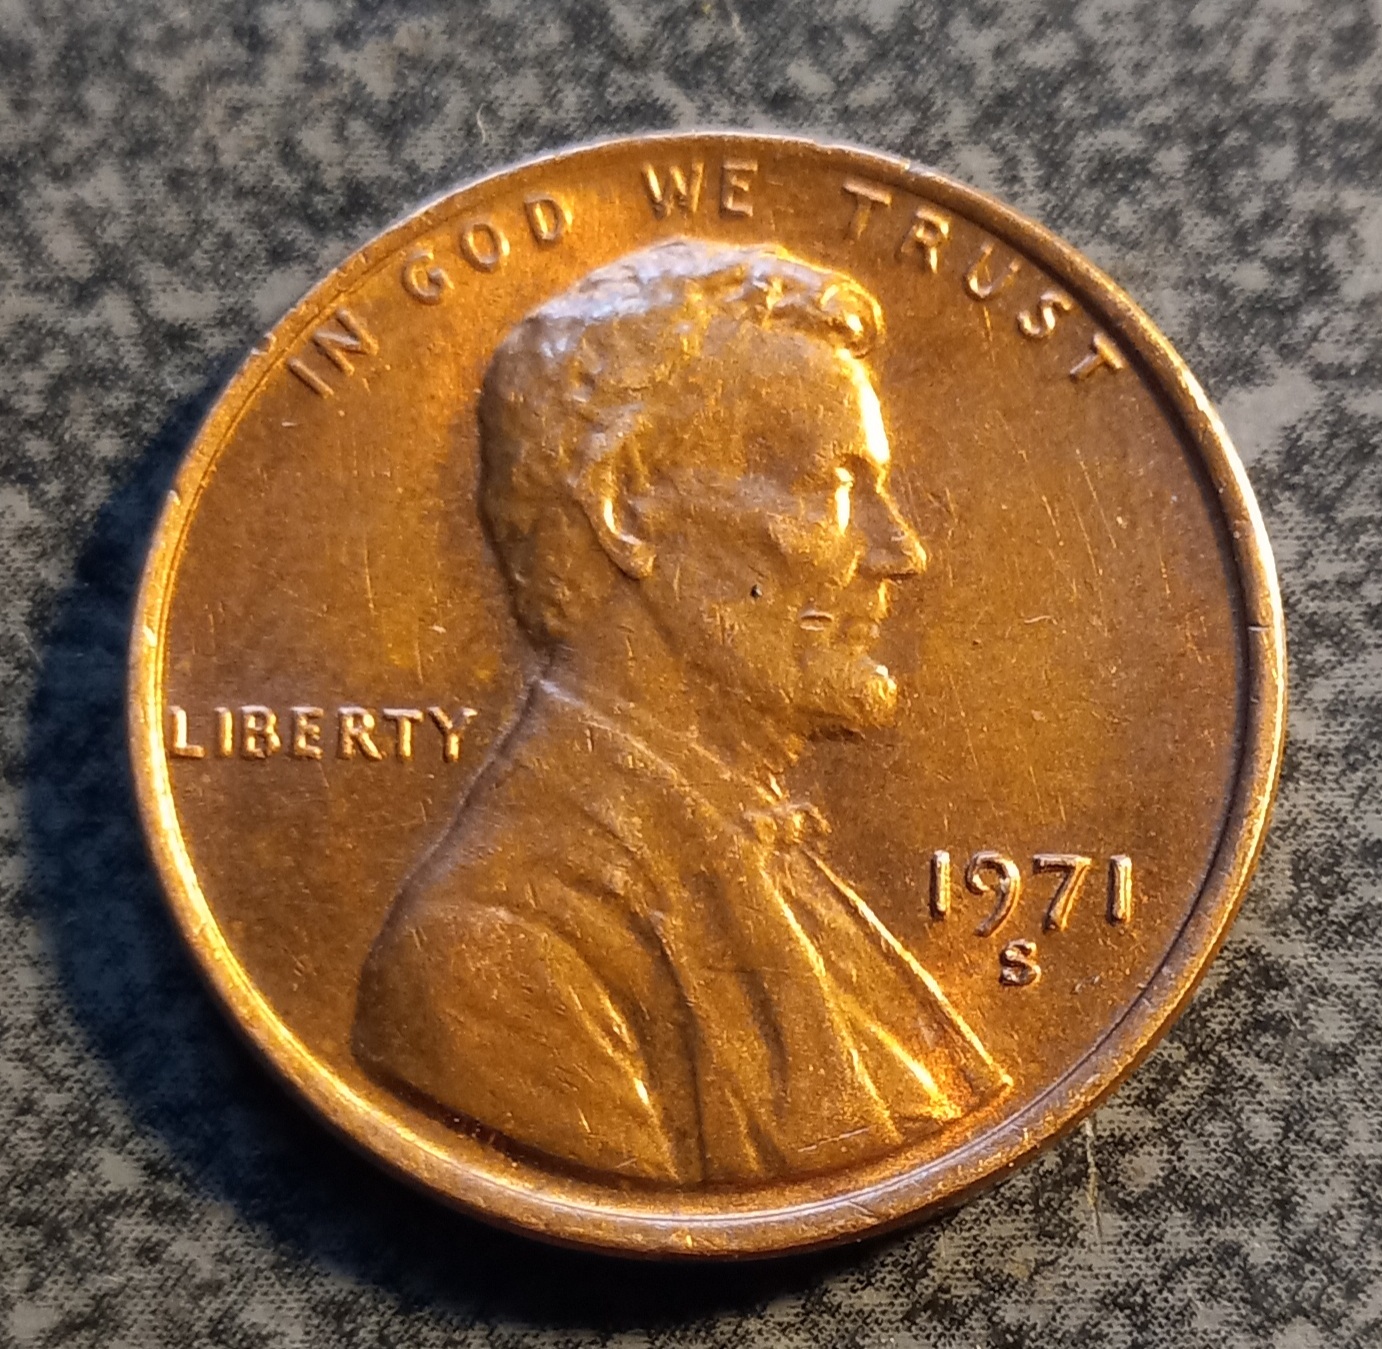 IN GOD WE TRUST
LIBERTY
1971
S